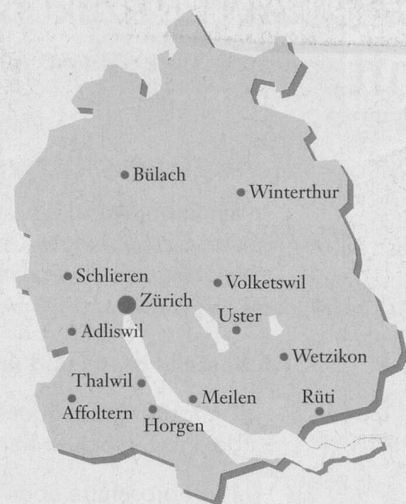 Bülach
Winterthur
Schlieren
Volketswil
Zürich
Uster
Adliswil
Wetzikon
Thalwil
Meilen
Rüti
Affoltern
Horgen